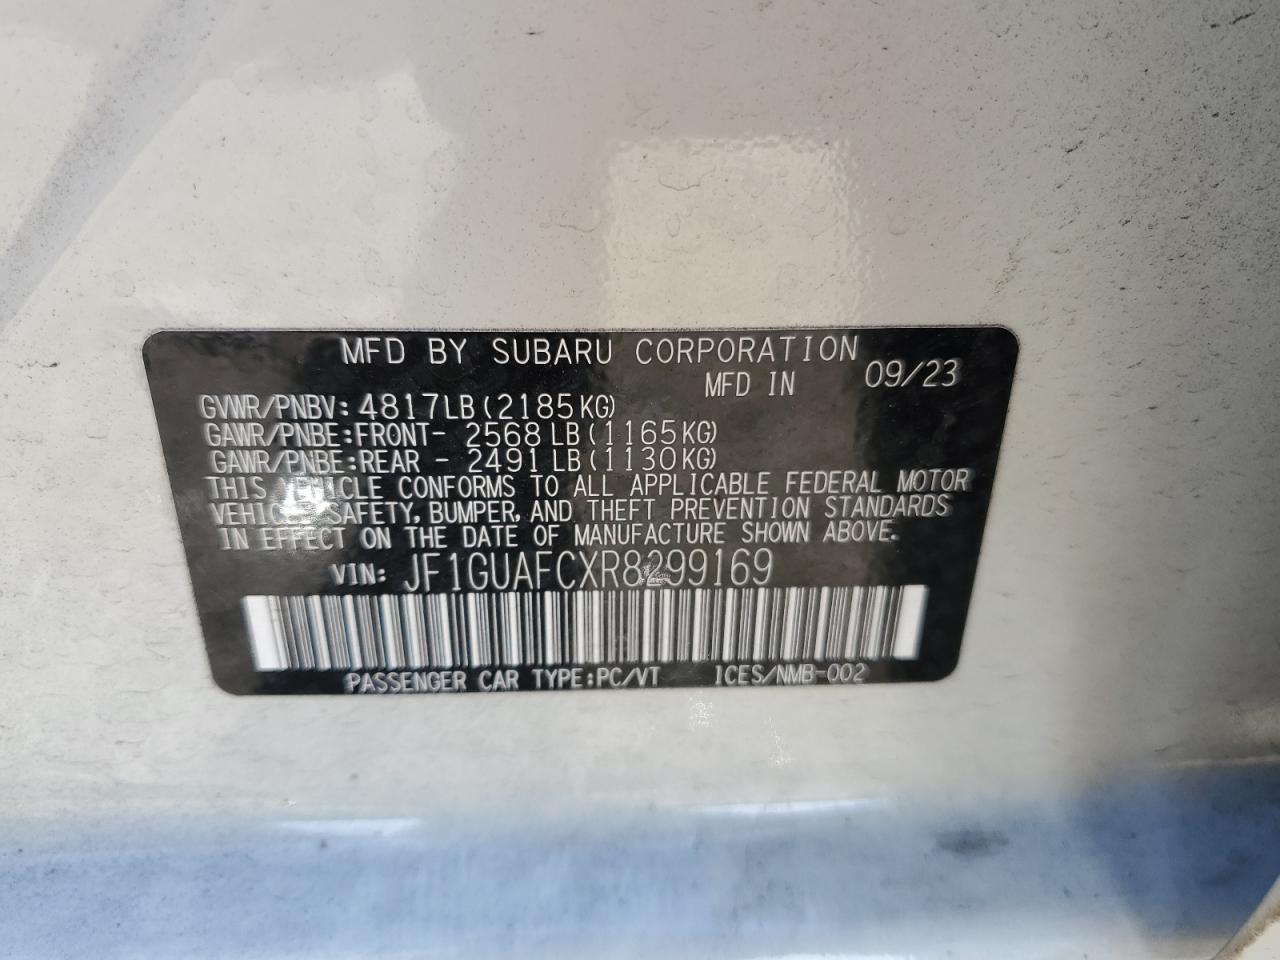 MFD BY SUBARU CORPORATION
MFD IN 09/23
GVWR/PNBV: 4817LB(2185KG)
GAWR/PNBE:FRONT- 2568LB(1165KG)
GAWR/PNBE:REAR - 2491LB(1130KG)
THIS VEHICLE CONFORMS TO ALL APPLICABLE FEDERAL MOTOR
VEHICLE SAFETY, BUMPER, AND THEFT PREVENTION STANDARDS
IN EFFECT ON THE DATE OF MANUFACTURE SHOWN ABOVE.
VIN: JF1GUAFCXR8299169
PASSENGER CAR TYPE:PC/VT ICES/NMB-002